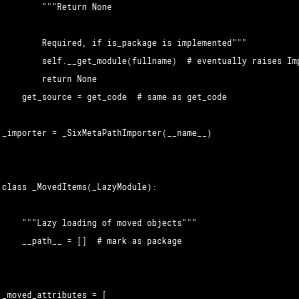 """Return None
Required, if is_package is implemented"""
self.__get_module(fullname)  # eventually raises
return None
get_source = get_code  # same as get_code
_importer = _SixMetaPathImporter(__name__)
class _MovedItems(_LazyModule):
"""Lazy loading of moved objects"""
__path__ = []  # mark as package
_moved_attributes = [